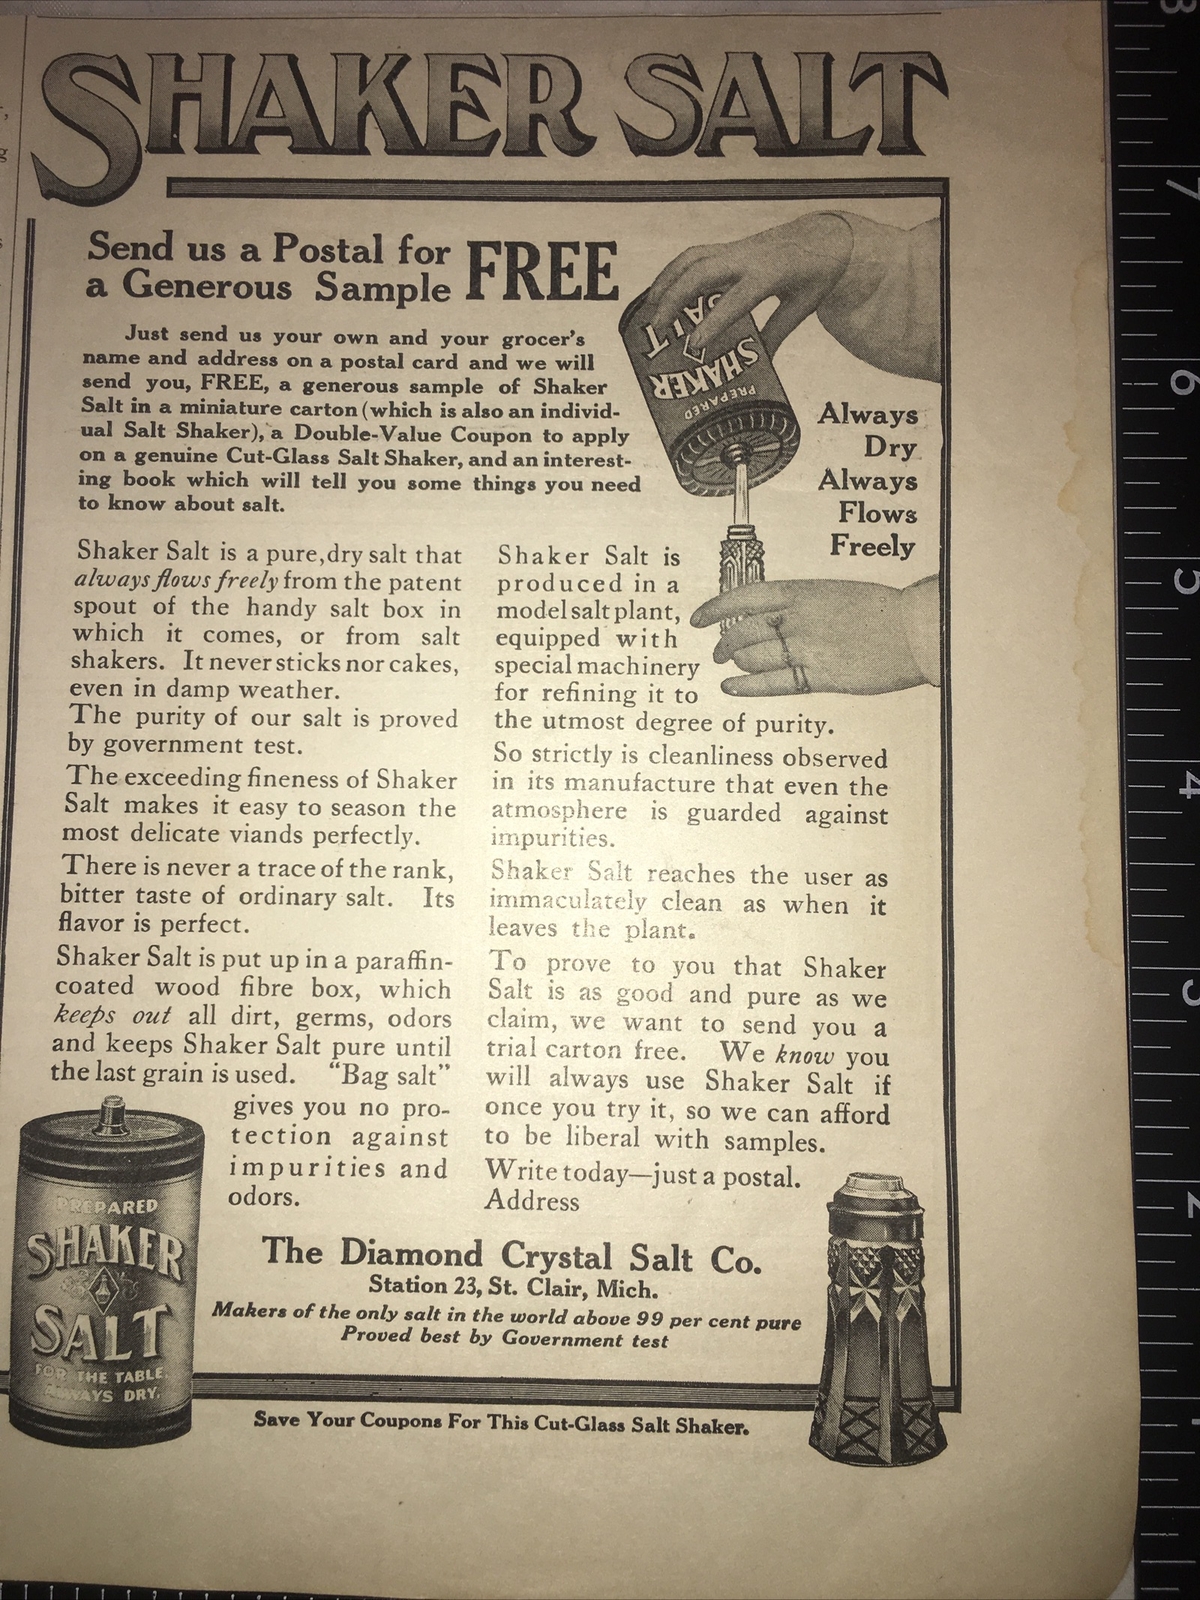 SHAKER SALT
Send us a Postal for
a Generous Sample FREE
Just send us your own and your grocer's
name and address on a postal card and we will
send you, FREE, a generous sample of Shaker
Salt in a miniature carton (which is also an individ-
ual Salt Shaker), a Double-Value Coupon to apply
on a genuine Cut-Glass Salt Shaker, and an interest-
ing book which will tell you some things you need
to know about salt.
PREPARED
SHAKER
SALT
Always
Dry
Always
Flows
Freely
Shaker Salt is a pure, dry salt that
always flows freely from the patent
spout of the handy salt box in
which it comes, or from salt
shakers. It never sticks nor cakes,
even in damp weather.
The purity of our salt is proved
by government test.
The exceeding fineness of Shaker
Salt makes it easy to season the
most delicate viands perfectly.
There is never a trace of the rank,
bitter taste of ordinary salt. Its
flavor is perfect.
Shaker Salt is put up in a paraffin-
coated wood fibre box, which
keeps out all dirt, germs, odors
and keeps Shaker Salt pure until
the last grain is used. "Bag salt"
gives you no pro-
tection against
impurities and
odors.
Shaker Salt is
produced in a
model salt plant,
equipped with
special machinery
for refining it to
the utmost degree of purity.
So strictly is cleanliness observed
in its manufacture that even the
atmosphere is guarded against
impurities.
Shaker Salt reaches the user as
immaculately clean as when it
leaves the plant.
To prove to you that Shaker
Salt is as good and pure as we
claim, we want to send you a
trial carton free. We know you
will always use Shaker Salt if
once you try it, so we can afford
to be liberal with samples.
Write today—just a postal.
Address
The Diamond Crystal Salt Co.
Station 23, St. Clair, Mich.
Makers of the only salt in the world above 99 per cent pure
Proved best by Government test
PREPARED
SHAKER
SALT
FOR THE TABLE.
ALWAYS DRY.
Save Your Coupons For This Cut-Glass Salt Shaker.
8
7
6
5
4
3
2
1